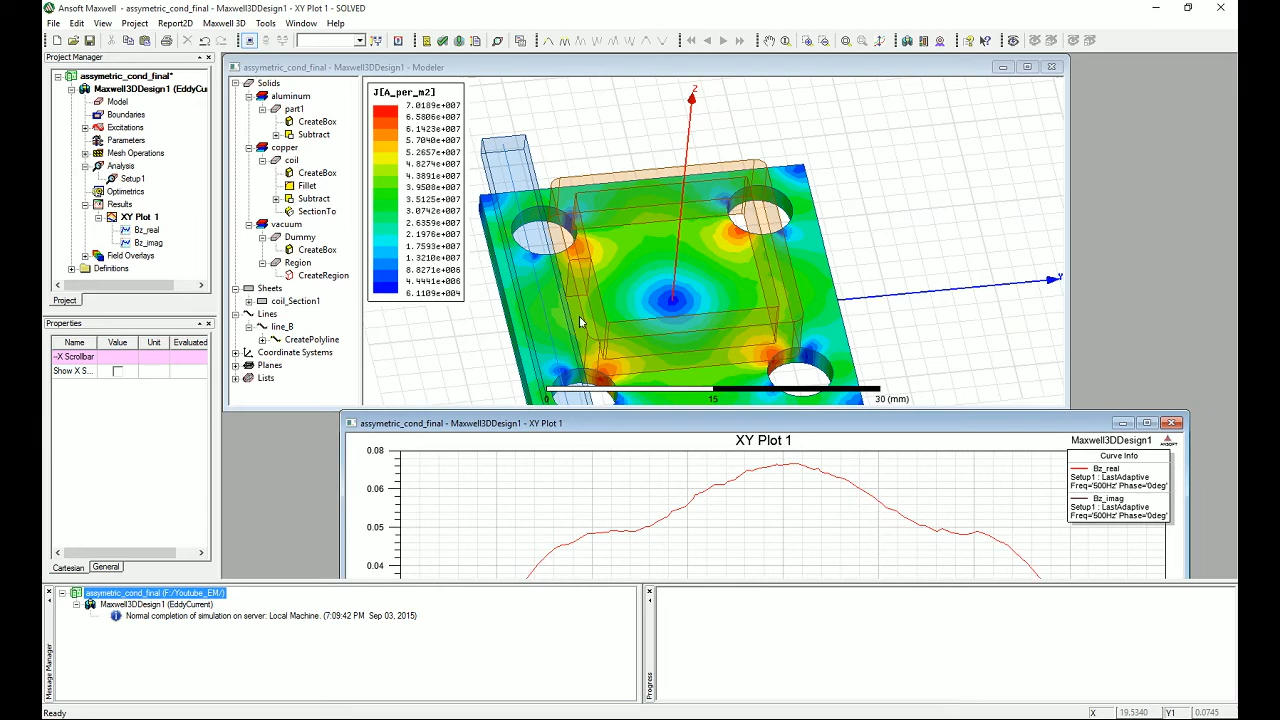 Ansoft Maxwell - assymetric_cond_final - XY Plot 1 - SOLVED
File Edit View Project Report2D Maxwell 3D Tools Window Help
Project Manager
assymetric_cond_final*
Maxwell3DDesign1 (EddyCu
Model
Boundaries
Excitations
Parameters
Mesh Operations
Analysis
Setup1
Optimetrics
Results
XY Plot 1
Bz_real
Bz_imag
Field Overlays
Definitions
Project
Properties
Name Value Unit Evaluated
--X Scrollbar
Show X S...
Cartesian General
assymetric_cond_final - Maxwell3DDesign1 - Modeler
Solids
aluminum
part1
CreateBox
Subtract
copper
coil
CreateBox
Fillet
Subtract
SectionTo
vacuum
Dummy
CreateBox
Region
CreateRegion
Sheets
coil_Section1
Lines
line_B
CreatePolyline
Coordinate Systems
Planes
Lists
J[A_per_m2]
7.0189e+007
6.5806e+007
6.1423e+007
5.7040e+007
5.2657e+007
4.8274e+007
4.3891e+007
3.9508e+007
3.5125e+007
3.0742e+007
2.6359e+007
2.1976e+007
1.7593e+007
1.3210e+007
8.8271e+006
4.4441e+006
6.1109e+004
Z
Y
0 15 30 (mm)
assymetric_cond_final - Maxwell3DDesign1 - XY Plot 1
XY Plot 1
Maxwell3DDesign1
ANSOFT
0.08
0.06
0.05
0.04
Curve Info
Bz_real
Setup1 : LastAdaptive
Freq='500Hz' Phase='0deg'
Bz_imag
Setup1 : LastAdaptive
Freq='500Hz' Phase='0deg'
Message Manager
assymetric_cond_final (F:/Youtube_EM/)
Maxwell3DDesign1 (EddyCurrent)
Normal completion of simulation on server: Local Machine. (7:09:42 PM Sep 03, 2015)
Progress
Ready
X 19.5340 Y1 0.0745